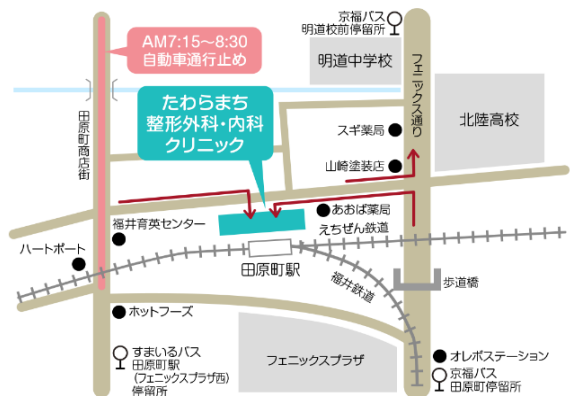 京福バス
明道校前停留所
AM7:15～8:30
自動車通行止め
明道中学校
フェニックス通り
北陸高校
たわらまち
整形外科・内科
クリニック
田原町商店街
スギ薬局
山崎塗装店
あおば薬局
福井育英センター
えちぜん鉄道
ハートポート
田原町駅
福井鉄道
歩道橋
ホットフーズ
すまいるバス
田原町駅
(フェニックスプラザ西)
停留所
フェニックスプラザ
オレボステーション
京福バス
田原町停留所